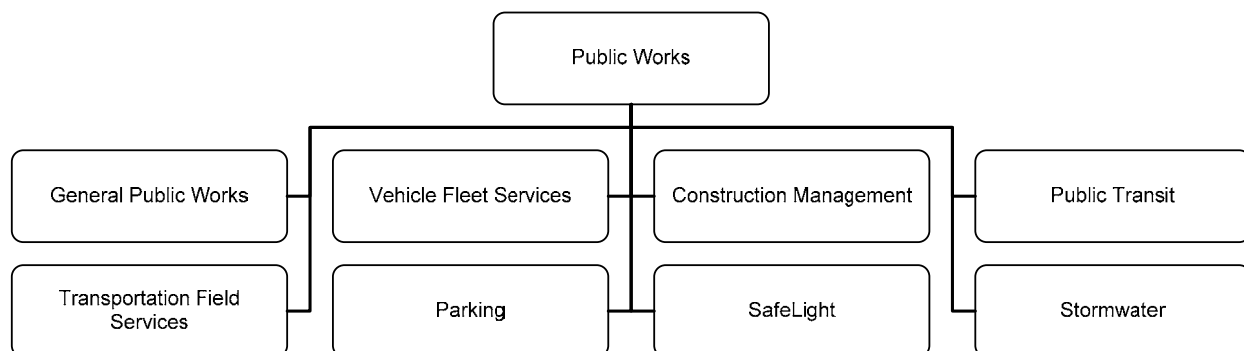 Public Works
General Public Works
Vehicle Fleet Services
Construction Management
Public Transit
Transportation Field
Services
Parking
SafeLight
Stormwater